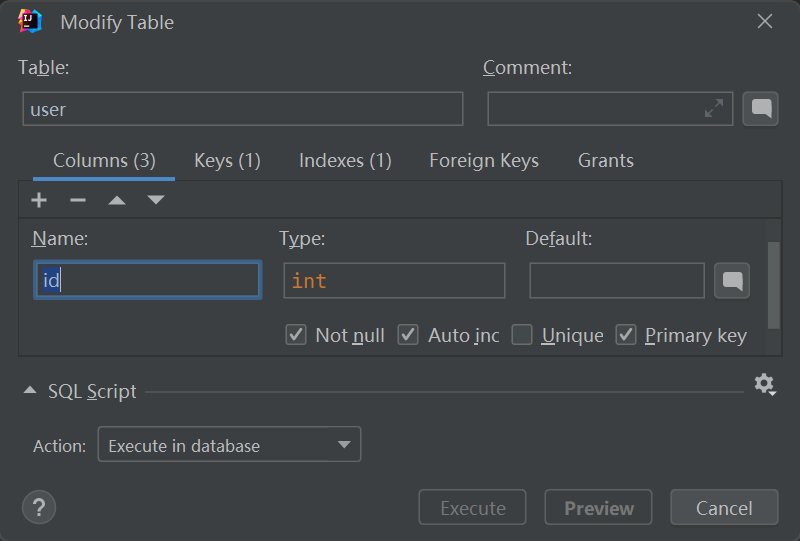 Modify Table
Table: Comment:
user
Columns (3) Keys (1) Indexes (1) Foreign Keys Grants
Name: Type: Default:
id int
Not null Auto inc Unique Primary key
SQL Script
Action: Execute in database
? Execute Preview Cancel